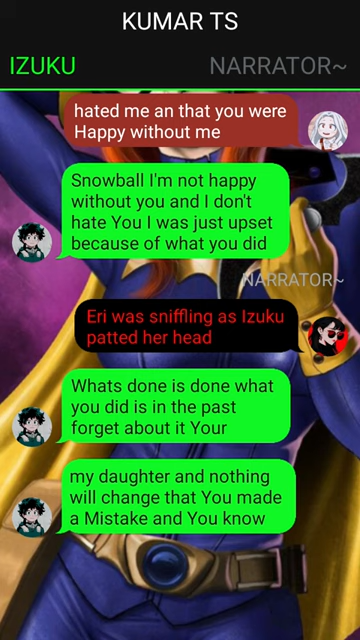 KUMAR TS
IZUKU
NARRATOR~
hated me an that you were
Happy without me
Snowball I'm not happy
without you and I don't
hate You I was just upset
because of what you did
NARRATOR~
Eri was sniffling as Izuku
patted her head
Whats done is done what
you did is in the past
forget about it Your
my daughter and nothing
will change that You made
a Mistake and You know